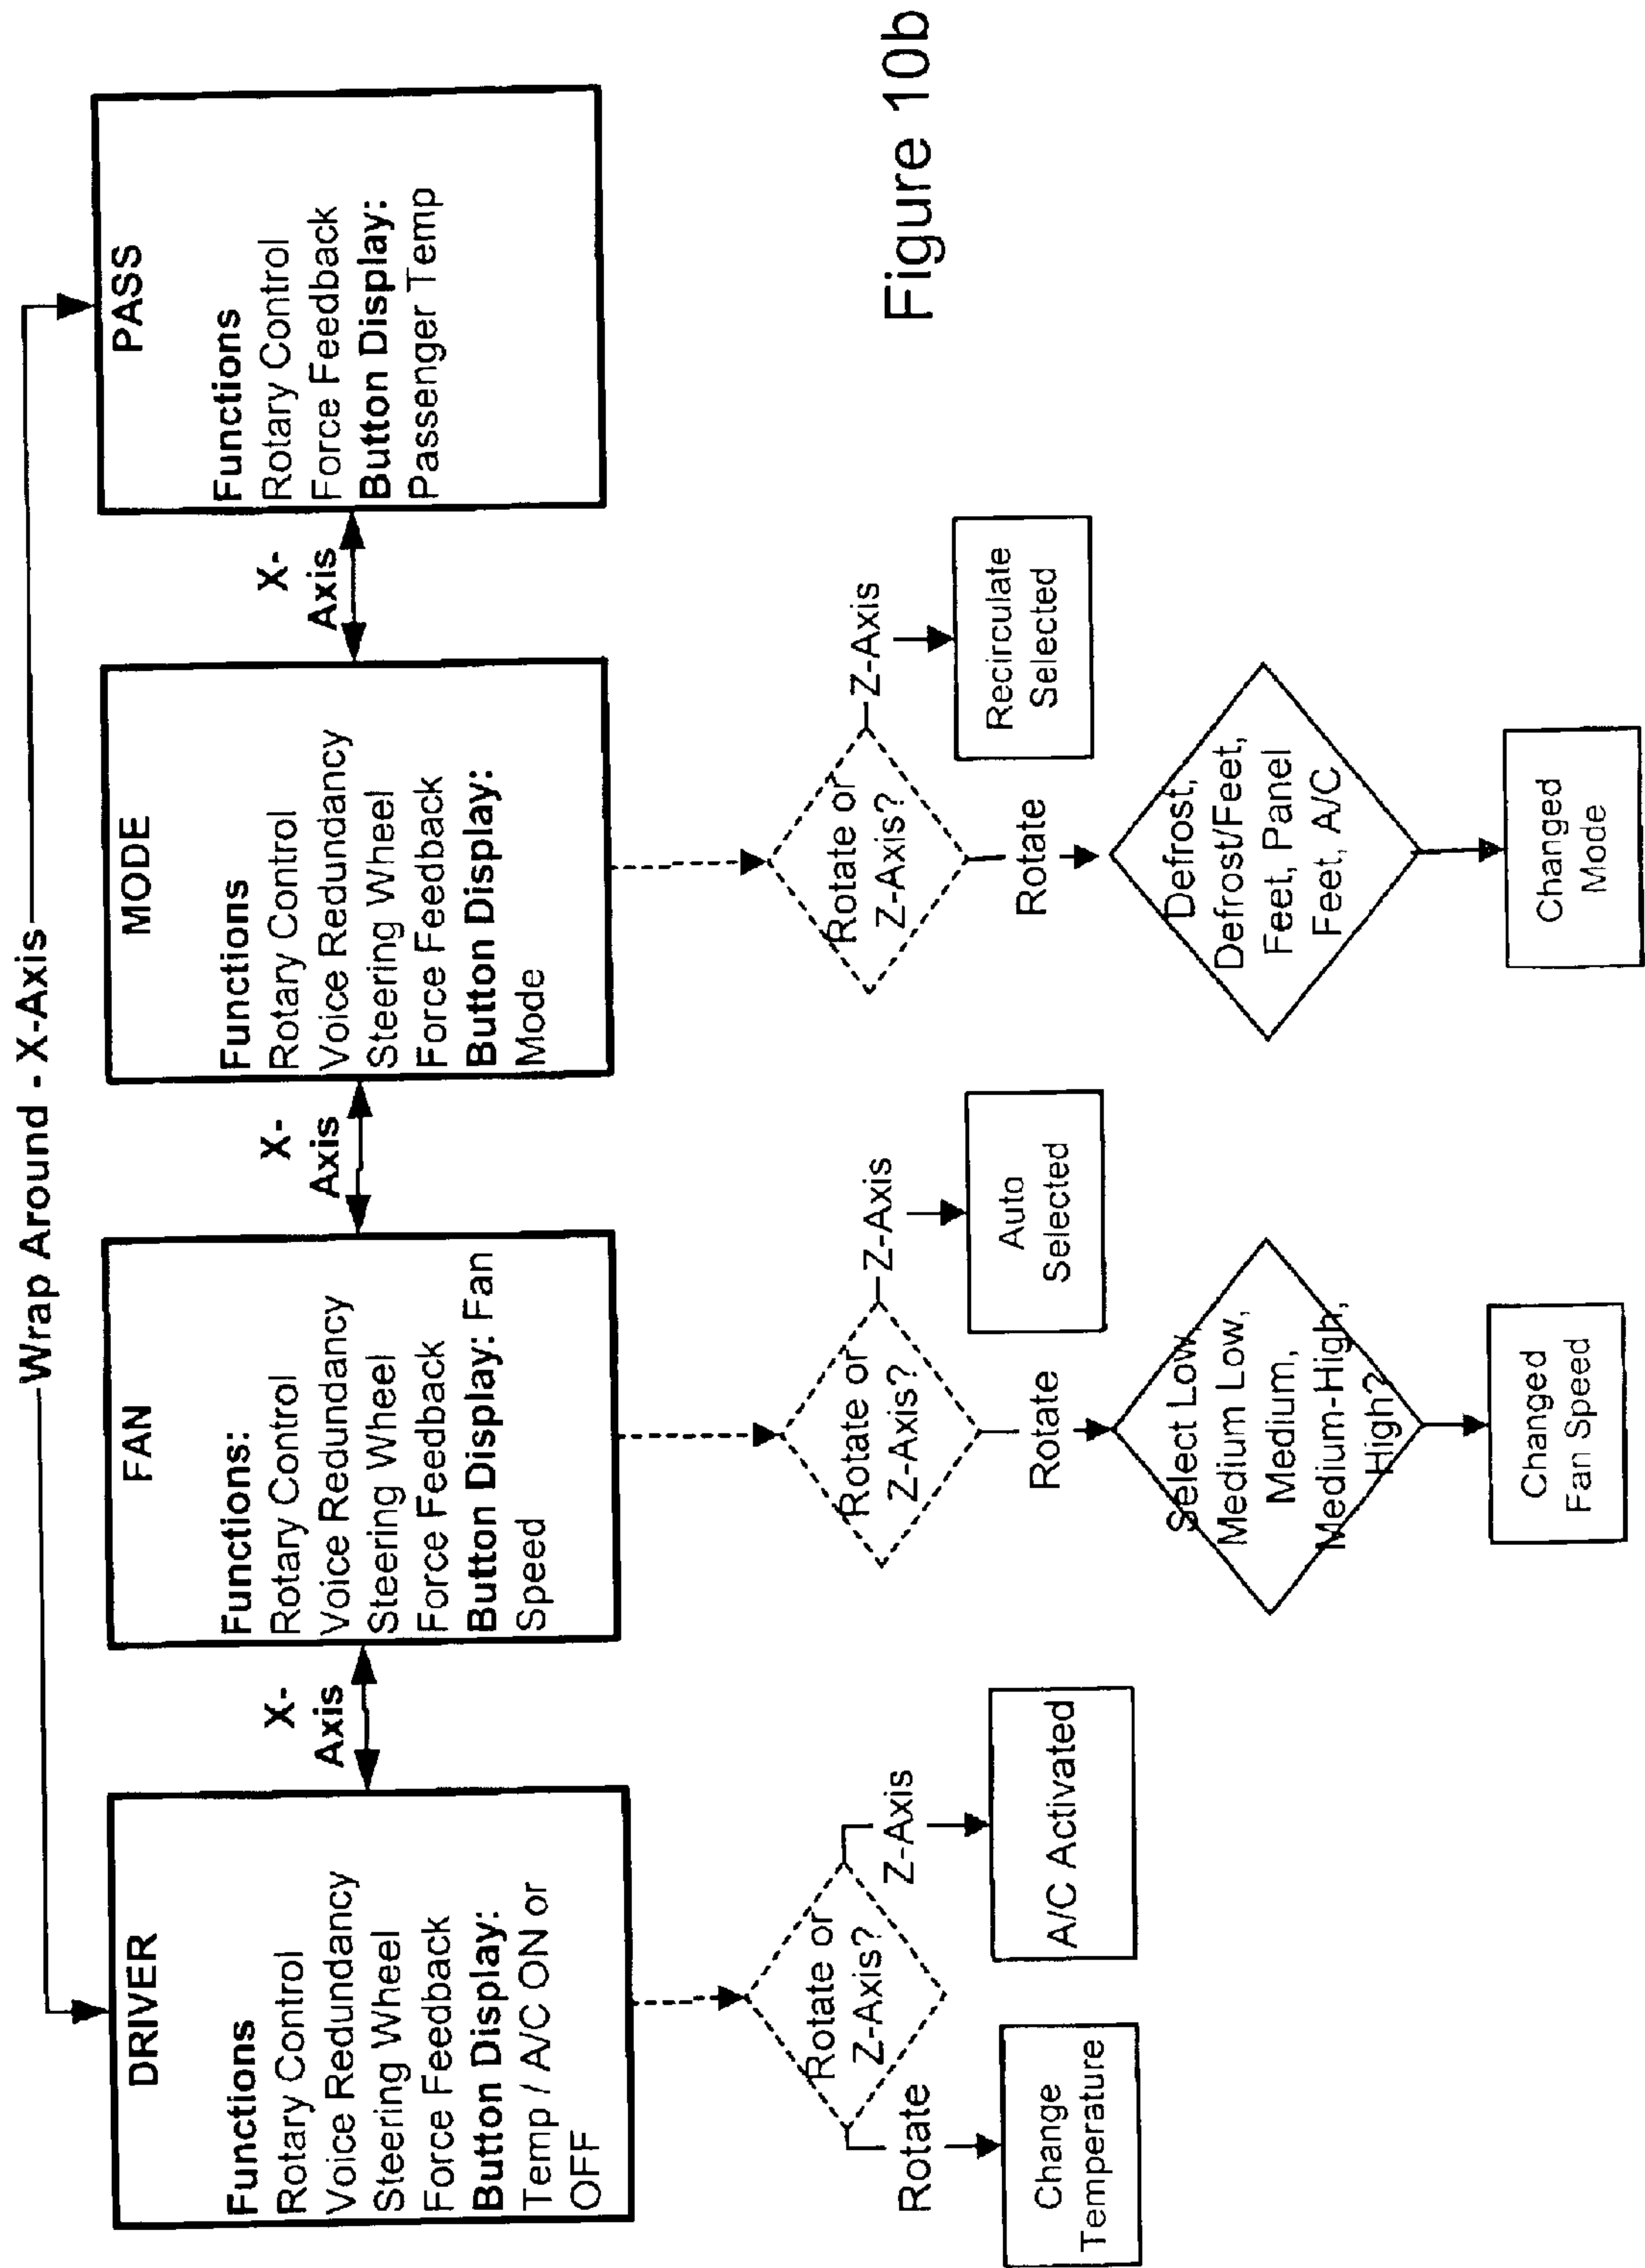 Wrap Around - X-Axis
DRIVER
Functions
Rotary Control
Voice Redundancy
Steering Wheel
Force Feedback
Button Display:
Temp / A/C ON or
OFF
X-
Axis
FAN
Functions:
Rotary Control
Voice Redundancy
Steering Wheel
Force Feedback
Button Display: Fan
Speed
X-
Axis
MODE
Functions
Rotary Control
Voice Redundancy
Steering Wheel
Force Feedback
Button Display:
Mode
X-
Axis
PASS
Functions
Rotary Control
Force Feedback
Button Display:
Passenger Temp
Rotate or
Z-Axis?
Rotate
Z-Axis
Change
Temperature
A/C Activated
Rotate or
Z-Axis?
Z-Axis
Auto
Selected
Rotate
Select Low,
Medium Low,
Medium,
Medium-High,
High?
Changed
Fan Speed
Rotate or
Z-Axis?
Z-Axis
Recirculate
Selected
Rotate
Defrost,
Defrost/Feet,
Feet, Panel
Feet, A/C
Changed
Mode
Figure 10b